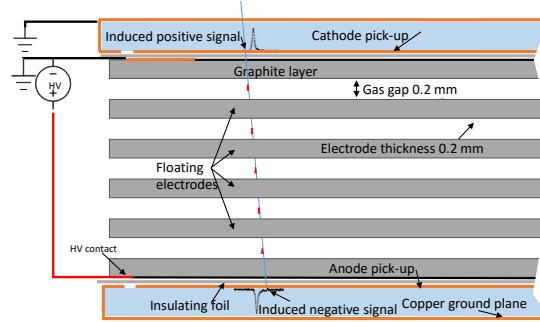 Induced positive signal
Cathode pick-up
Graphite layer
Gas gap 0.2 mm
−
HV
+
Electrode thickness 0.2 mm
Floating
electrodes
HV contact
Anode pick-up
Insulating foil
Induced negative signal
Copper ground plane